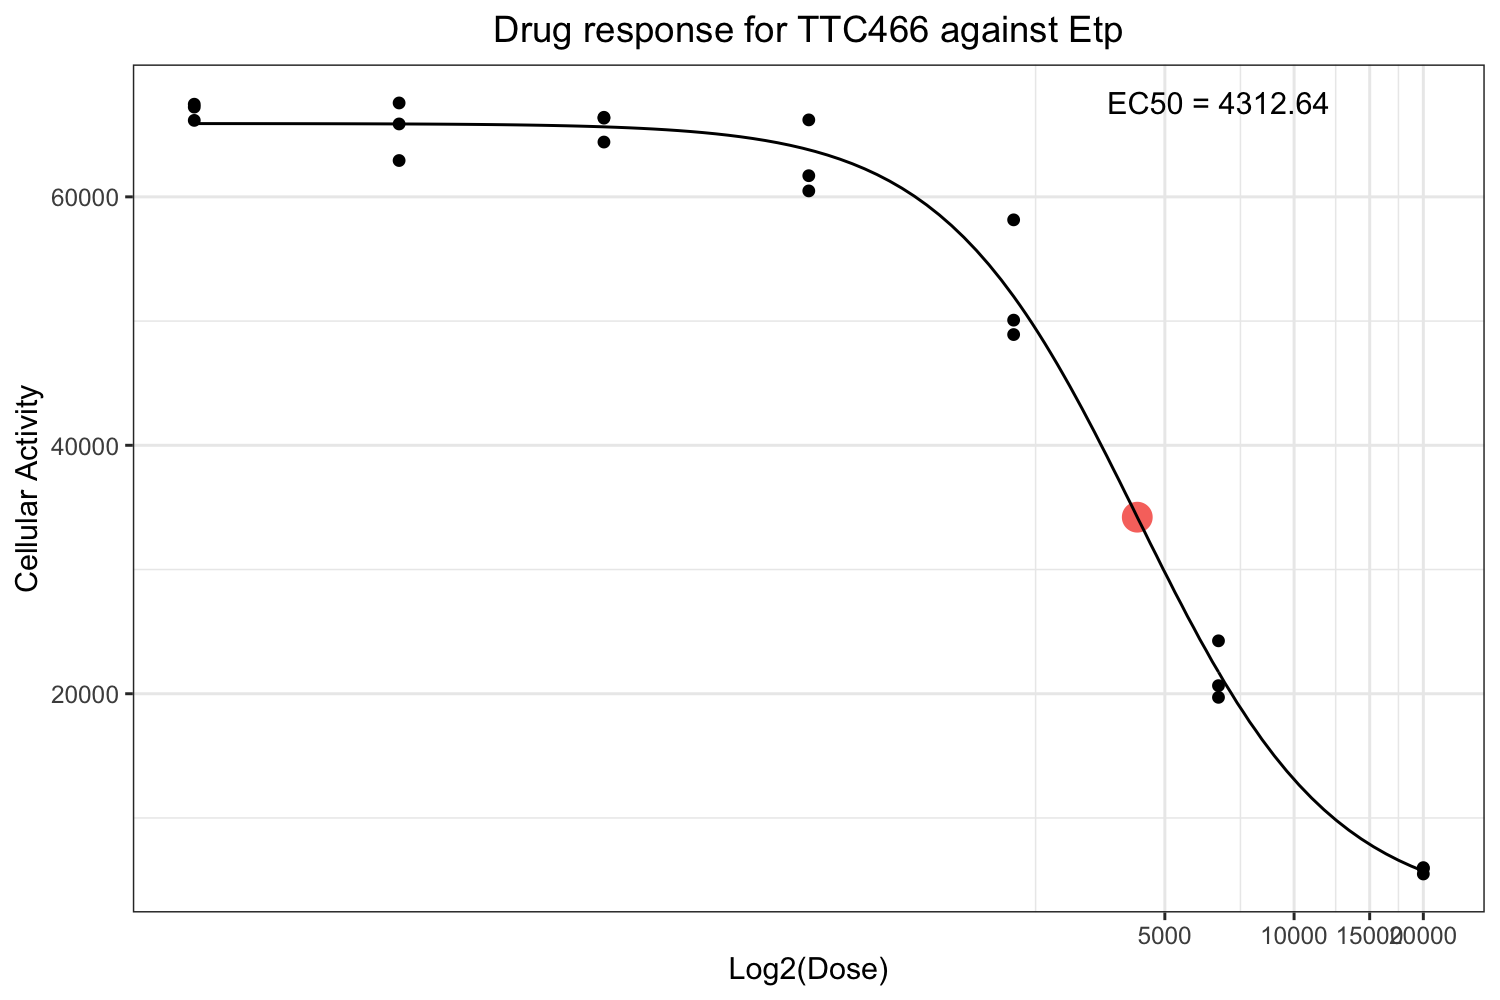 Drug response for TTC466 against Etp
EC50 = 4312.64
60000
40000
20000
Cellular Activity
5000 10000 15000 20000
Log2(Dose)